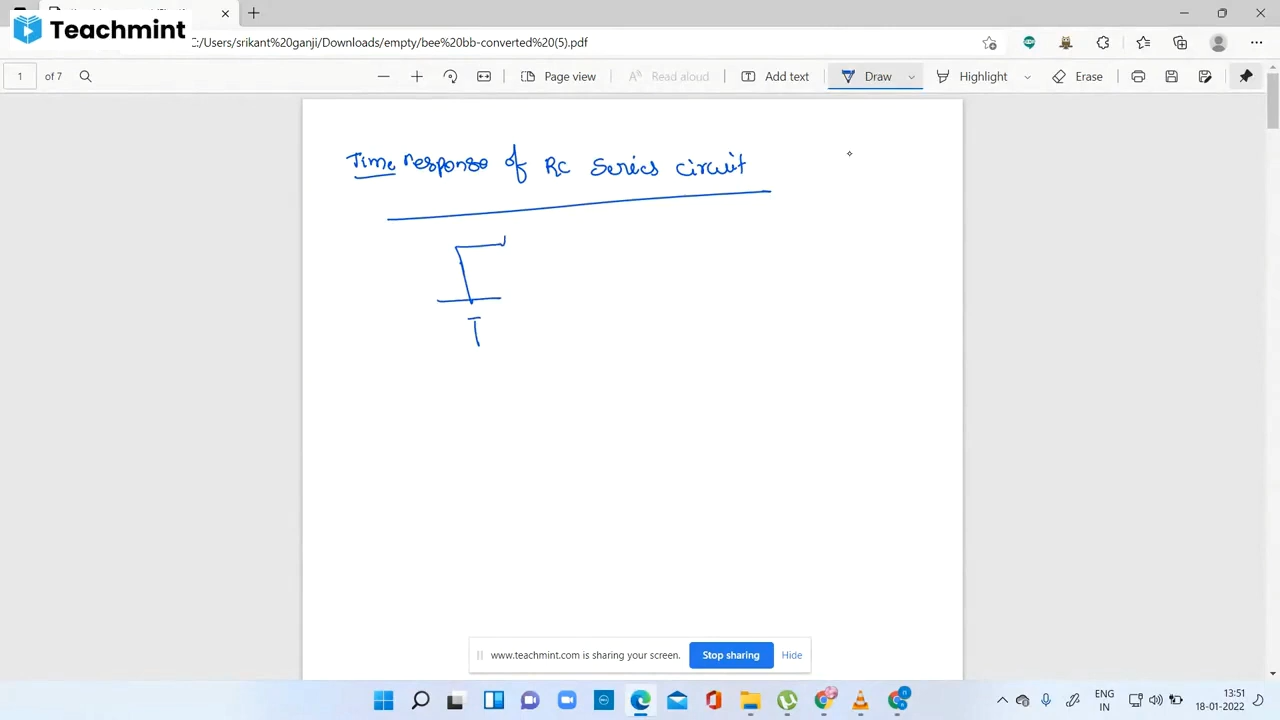 Teachmint
C:/Users/srikant%20ganji/Downloads/empty/bee%20bb-converted%20(5).pdf
1 of 7
Page view
Read aloud
Add text
Draw
Highlight
Erase
Time response of RC Series circuit
www.teachmint.com is sharing your screen.
Stop sharing
Hide
ENG
IN
13:51
18-01-2022